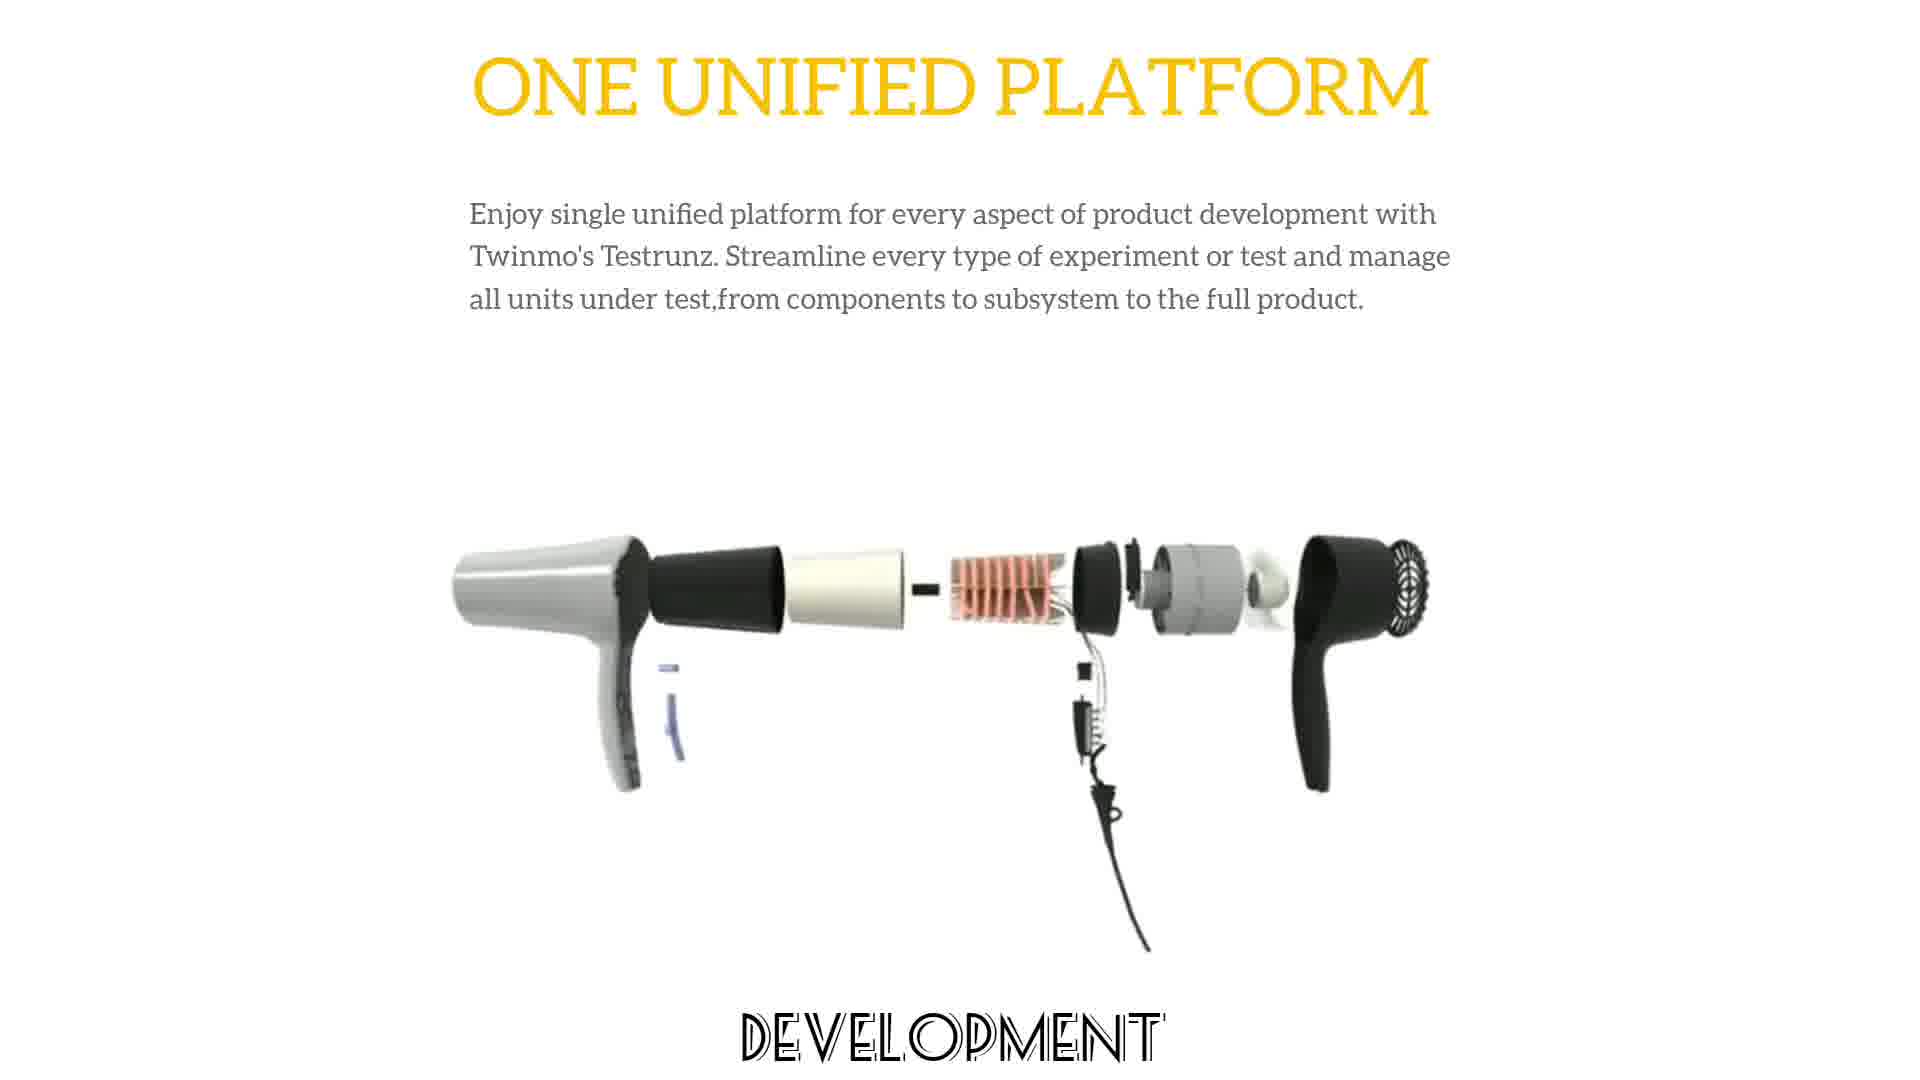 ONE UNIFIED PLATFORM
Enjoy single unified platform for every aspect of product development with
Twinmo's Testrunz. Streamline every type of experiment or test and manage
all units under test,from components to subsystem to the full product.
DEVELOPMENT